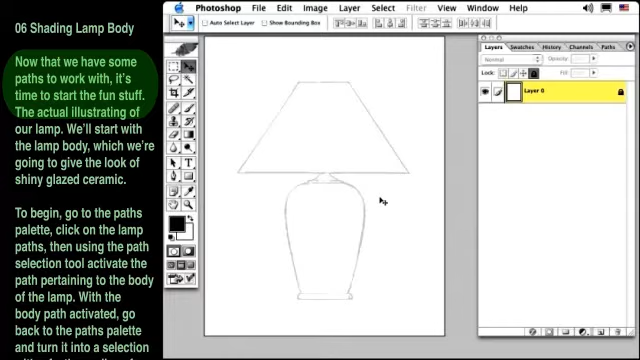 Photoshop File Edit Image Layer Select Filter View Window Help
Auto Select Layer Show Bounding Box
06 Shading Lamp Body
Now that we have some
paths to work with, it's
time to start the fun stuff.
The actual illustrating of
our lamp. We'll start with
the lamp body, which we're
going to give the look of
shiny glazed ceramic.
To begin, go to the paths
palette, click on the lamp
paths, then using the path
selection tool activate the
path pertaining to the body
of the lamp. With the
body path activated, go
back to the paths palette
and turn it into a selection
Layers Swatches History Channels Paths
Normal Opacity:
Lock: Fill:
Layer 0